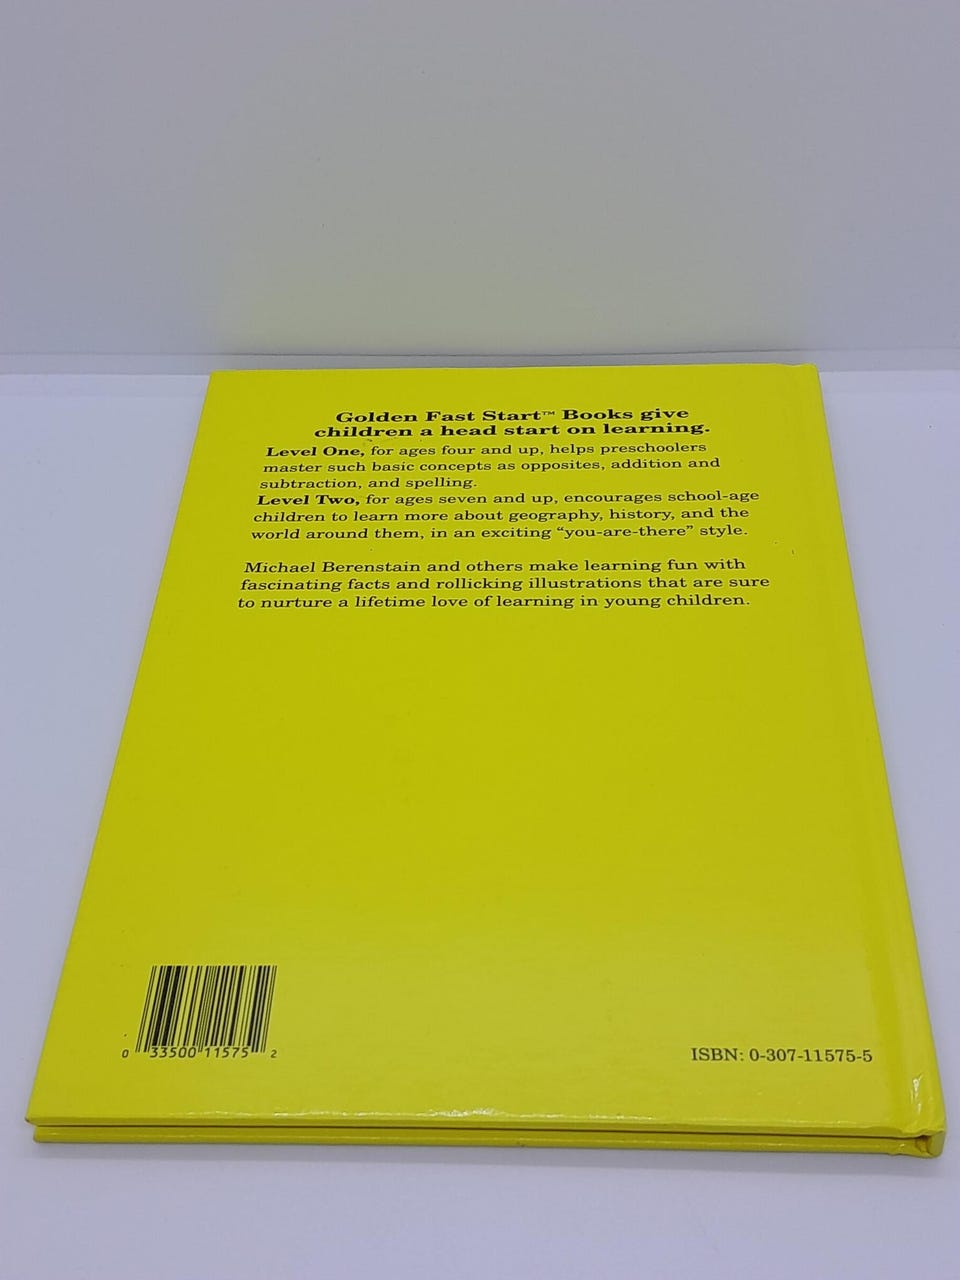 Golden Fast Start™ Books give
children a head start on learning.
Level One, for ages four and up, helps preschoolers
master such basic concepts as opposites, addition and
subtraction, and spelling.
Level Two, for ages seven and up, encourages school-age
children to learn more about geography, history, and the
world around them, in an exciting “you-are-there” style.
Michael Berenstain and others make learning fun with
fascinating facts and rollicking illustrations that are sure
to nurture a lifetime love of learning in young children.
0 33500 11575 2
ISBN: 0-307-11575-5